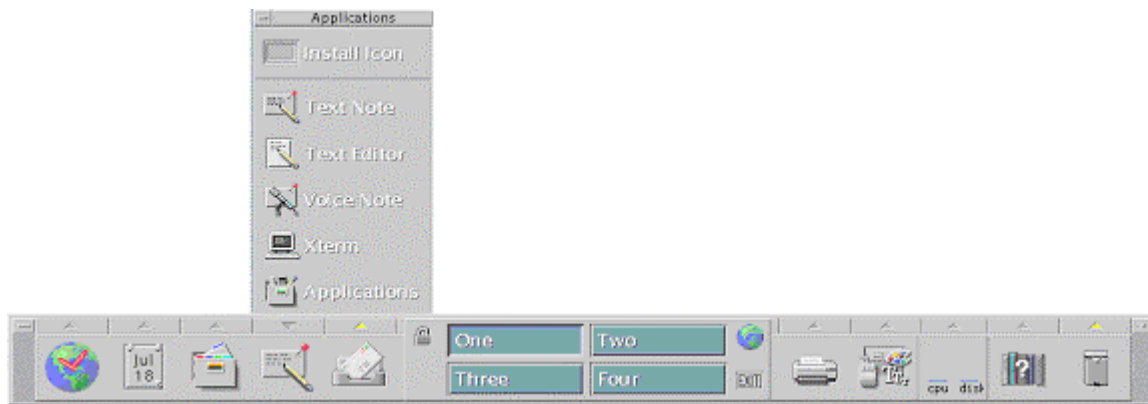 Applications
Install Icon
Text Note
Text Editor
Voice Note
Xterm
Applications
One
Two
Three
Four
EXIT
Jul
18
cpu
disk
?